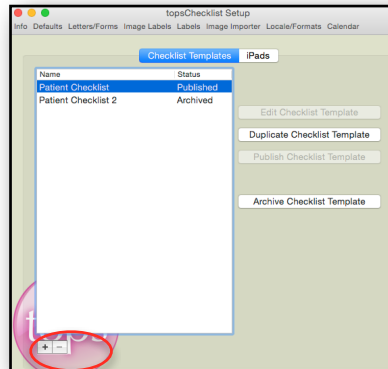 topsChecklist Setup
Info Defaults Letters/Forms Image Labels Labels Image Importer Locale/Formats Calendar
Checklist Templates iPads
Name Status
Patient Checklist Published
Patient Checklist 2 Archived
Edit Checklist Template
Duplicate Checklist Template
Publish Checklist Template
Archive Checklist Template
tops
+ −